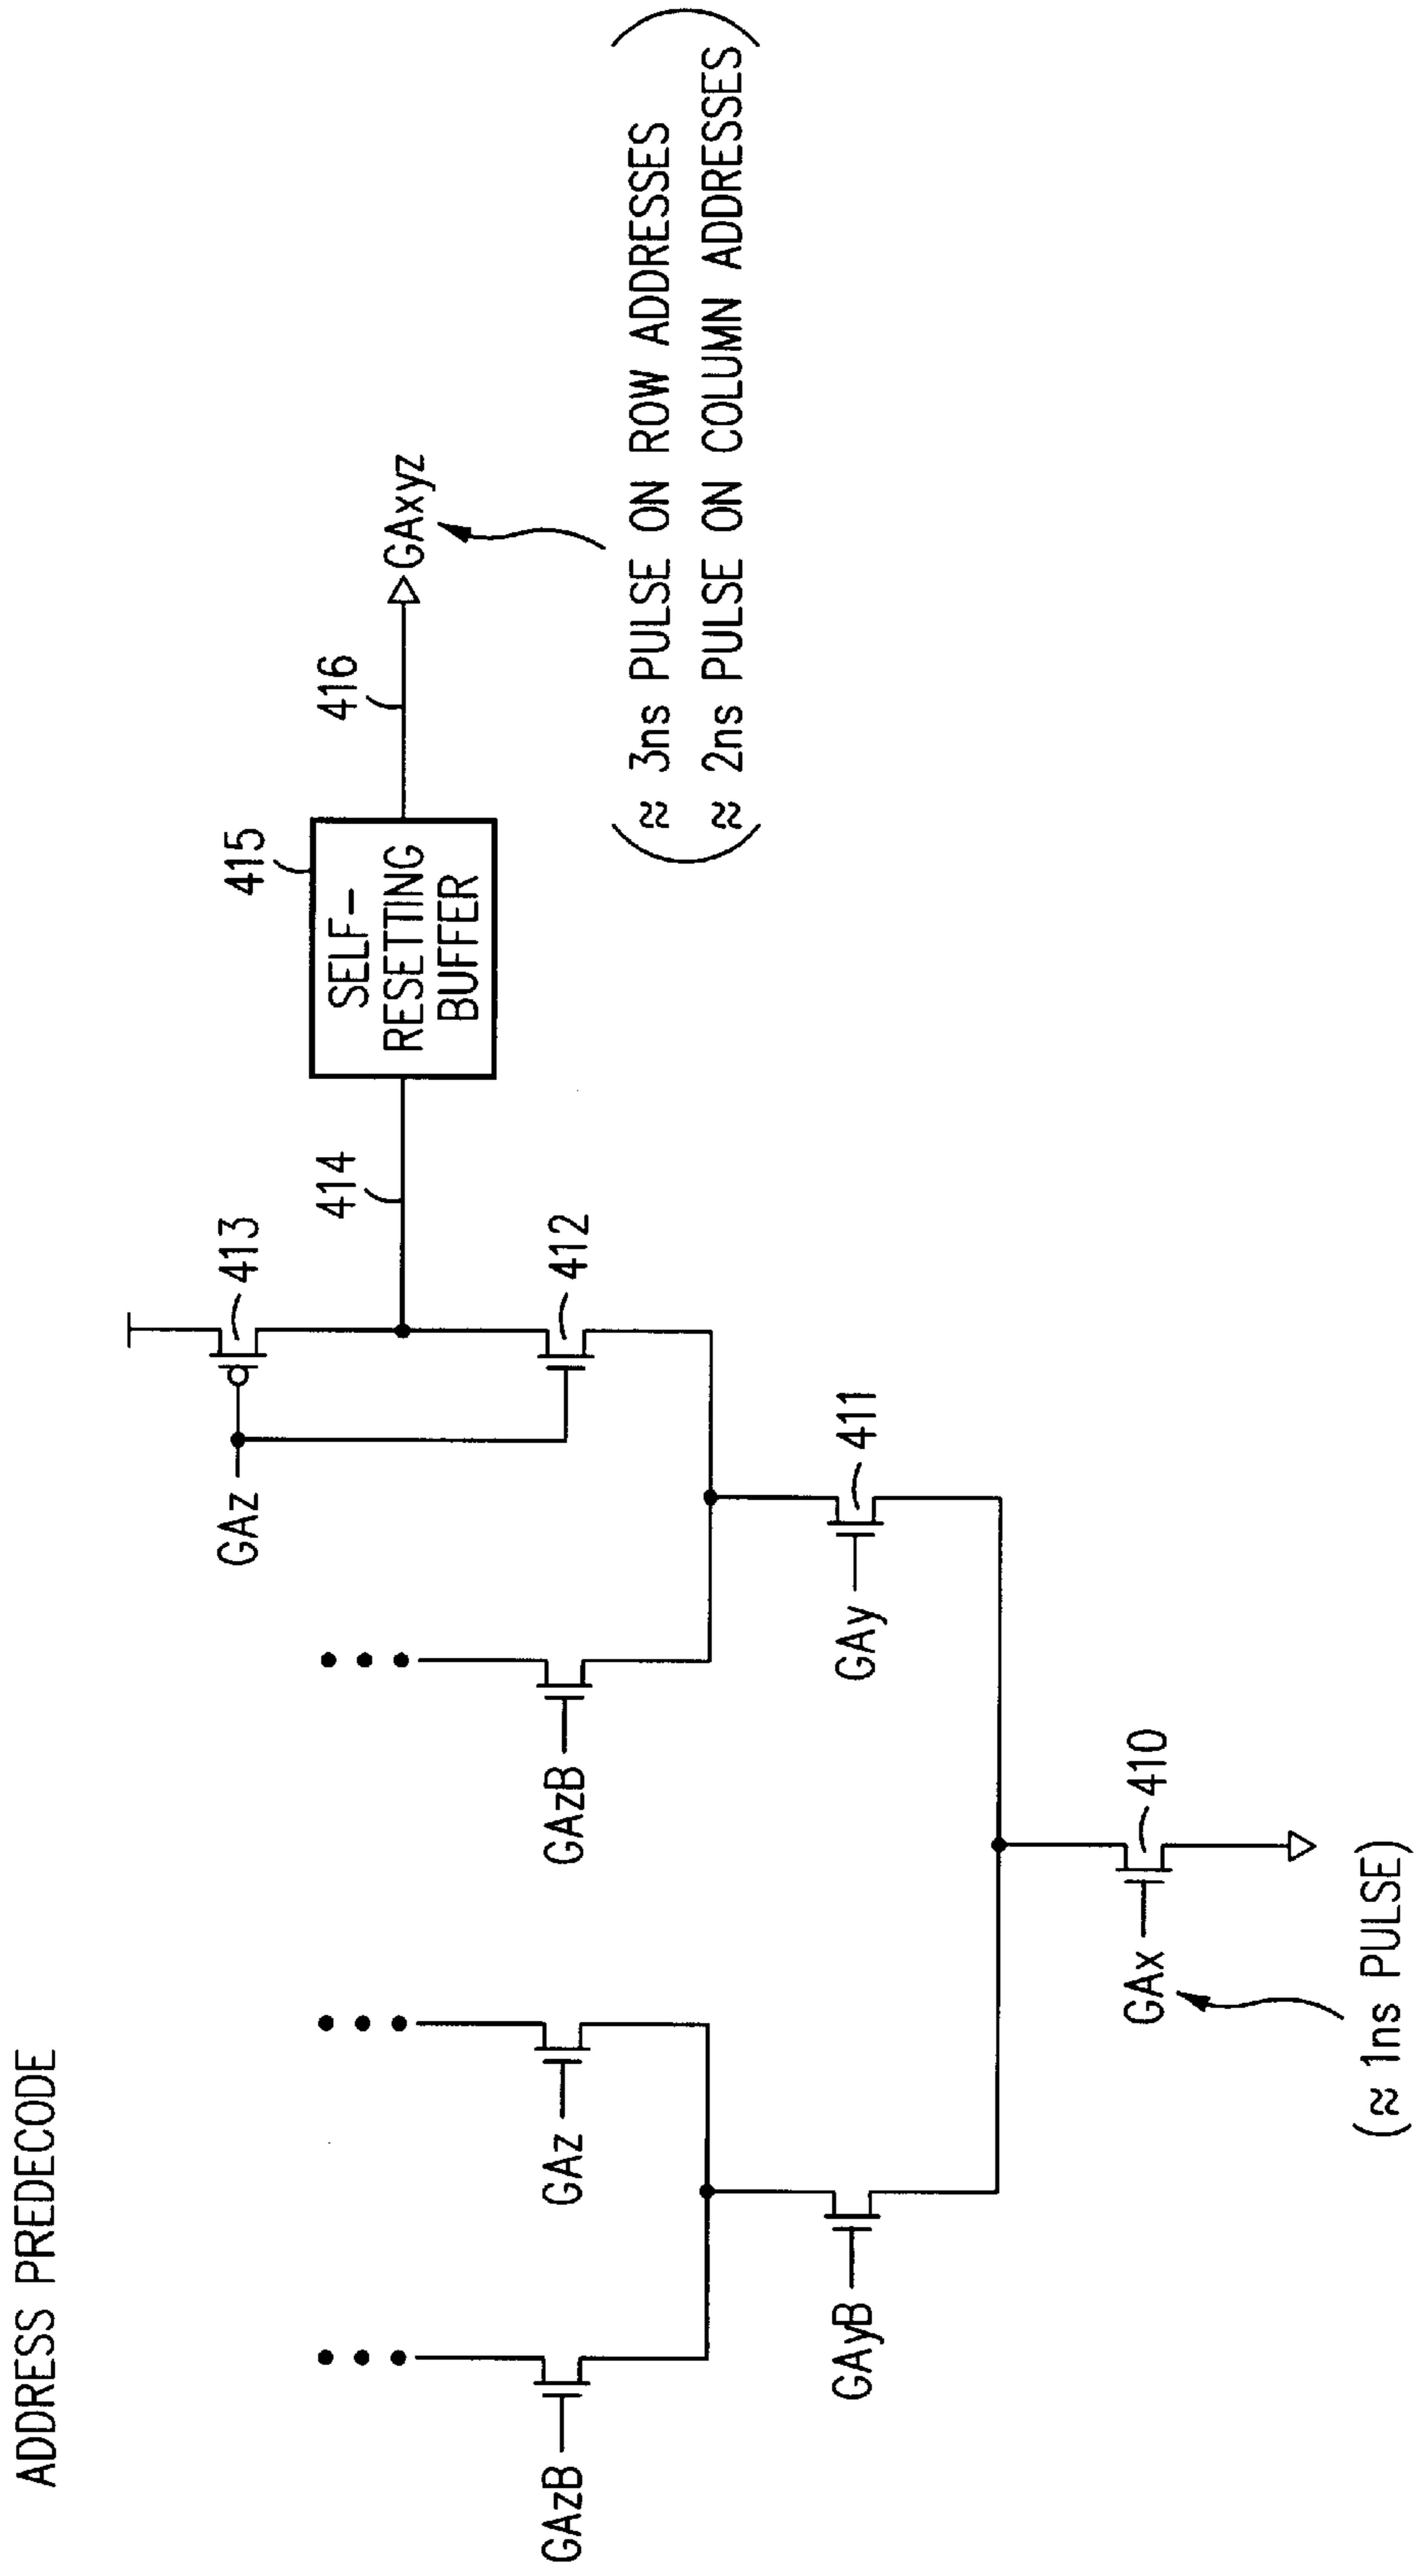 ADDRESS PREDECODE
GAz
413
414
415
SELF-
RESETTING
BUFFER
416
GAxyz
GAzB
GAz
GAzB
412
(≈ 3ns PULSE ON ROW ADDRESSES
≈ 2ns PULSE ON COLUMN ADDRESSES)
GAyB
GAy
411
GAx
410
(≈ 1ns PULSE)